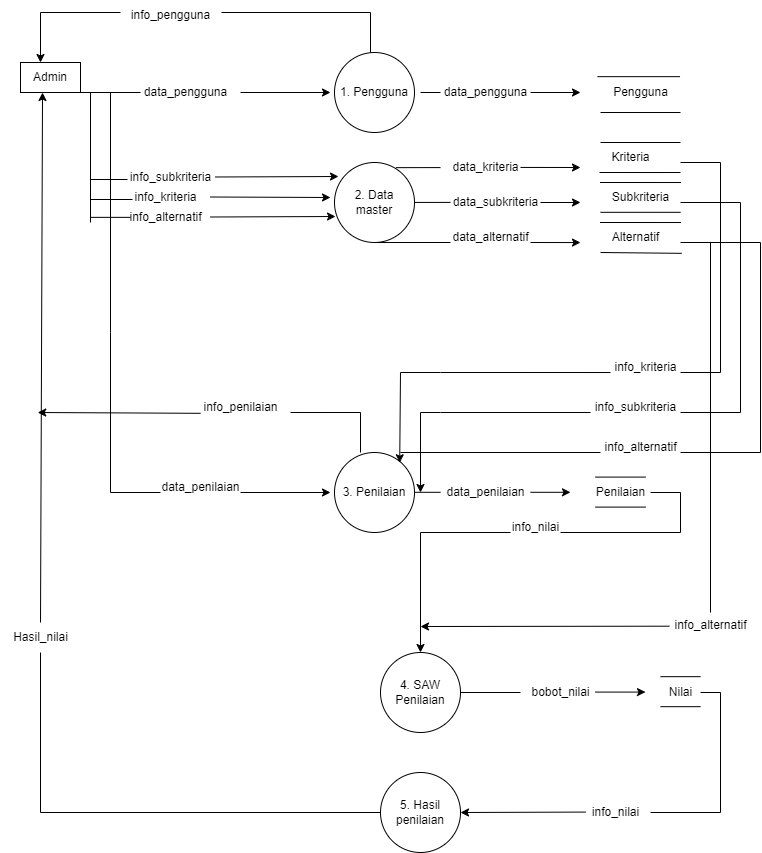 info_pengguna
Admin
data_pengguna
1. Pengguna
data_pengguna
Pengguna
info_subkriteria
info_kriteria
info_alternatif
2. Data
master
data_kriteria
data_subkriteria
data_alternatif
Kriteria
Subkriteria
Alternatif
info_kriteria
info_penilaian
info_subkriteria
info_alternatif
data_penilaian
3. Penilaian
data_penilaian
Penilaian
info_nilai
info_alternatif
Hasil_nilai
4. SAW
Penilaian
bobot_nilai
Nilai
5. Hasil
penilaian
info_nilai